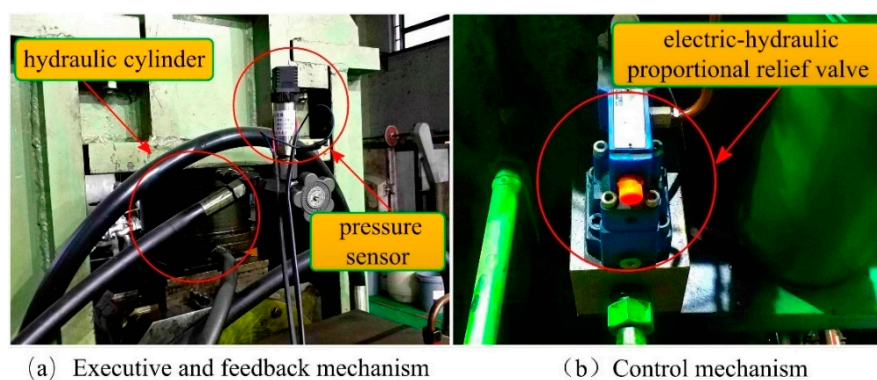 hydraulic cylinder
pressure
sensor
electric-hydraulic
proportional relief valve
(a) Executive and feedback mechanism
(b) Control mechanism